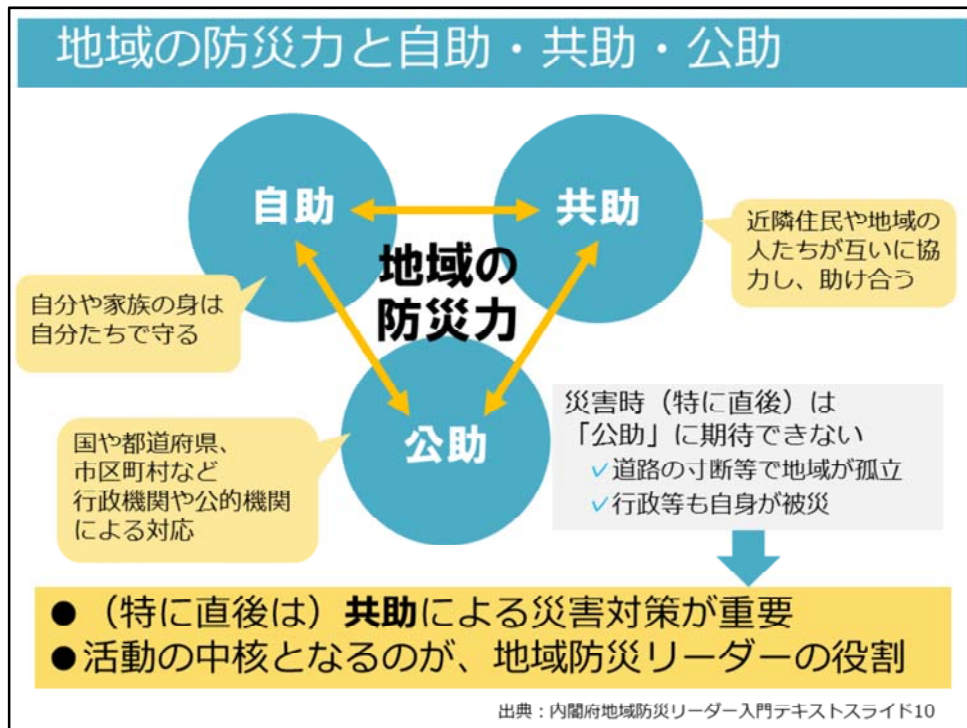 地域の防災力と自助・共助・公助
自助
共助
地域の
防災力
公助
自分や家族の身は
自分たちで守る
近隣住民や地域の
人たちが互いに協
力し、助け合う
国や都道府県、
市区町村など
行政機関や公的機関
による対応
災害時（特に直後）は
「公助」に期待できない
✓道路の寸断等で地域が孤立
✓行政等も自身が被災
●（特に直後は）共助による災害対策が重要
●活動の中核となるのが、地域防災リーダーの役割
出典：内閣府地域防災リーダー入門テキストスライド10